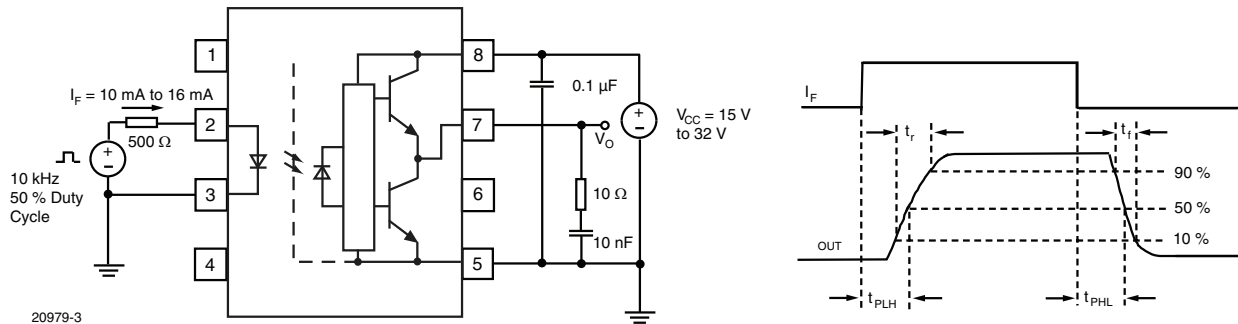 1
2
3
4
8
7
6
5
I_F = 10 mA to 16 mA
500 Ω
+
–
10 kHz
50 % Duty
Cycle
0.1 µF
V_O
10 Ω
10 nF
+
–
V_CC = 15 V
to 32 V
20979-3
I_F
t_r
t_f
90 %
50 %
10 %
OUT
t_PLH
t_PHL